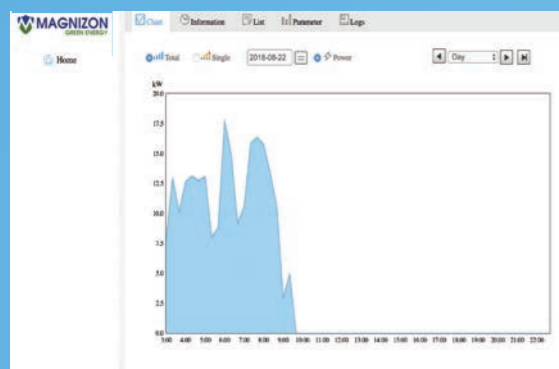 MAGNIZON
GREEN ENERGY
Home
Chart Information List Parameter Logs
Total Single 2018-08-22 Power Day
kW
20.0
17.5
15.0
12.5
10.0
7.5
5.0
2.5
0.0
3:00 4:00 5:00 6:00 7:00 8:00 9:00 10:00 11:00 12:00 13:00 14:00 15:00 16:00 17:00 18:00 19:00 20:00 21:00 22:00